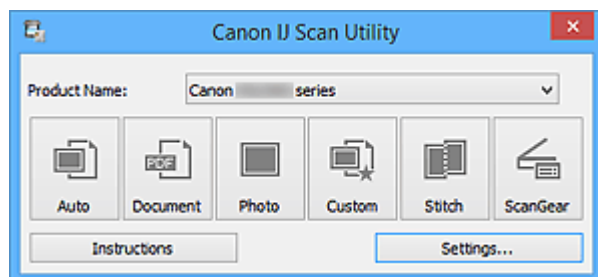 Canon IJ Scan Utility
Product Name: Canon series
PDF
Auto Document Photo Custom Stitch ScanGear
Instructions Settings...